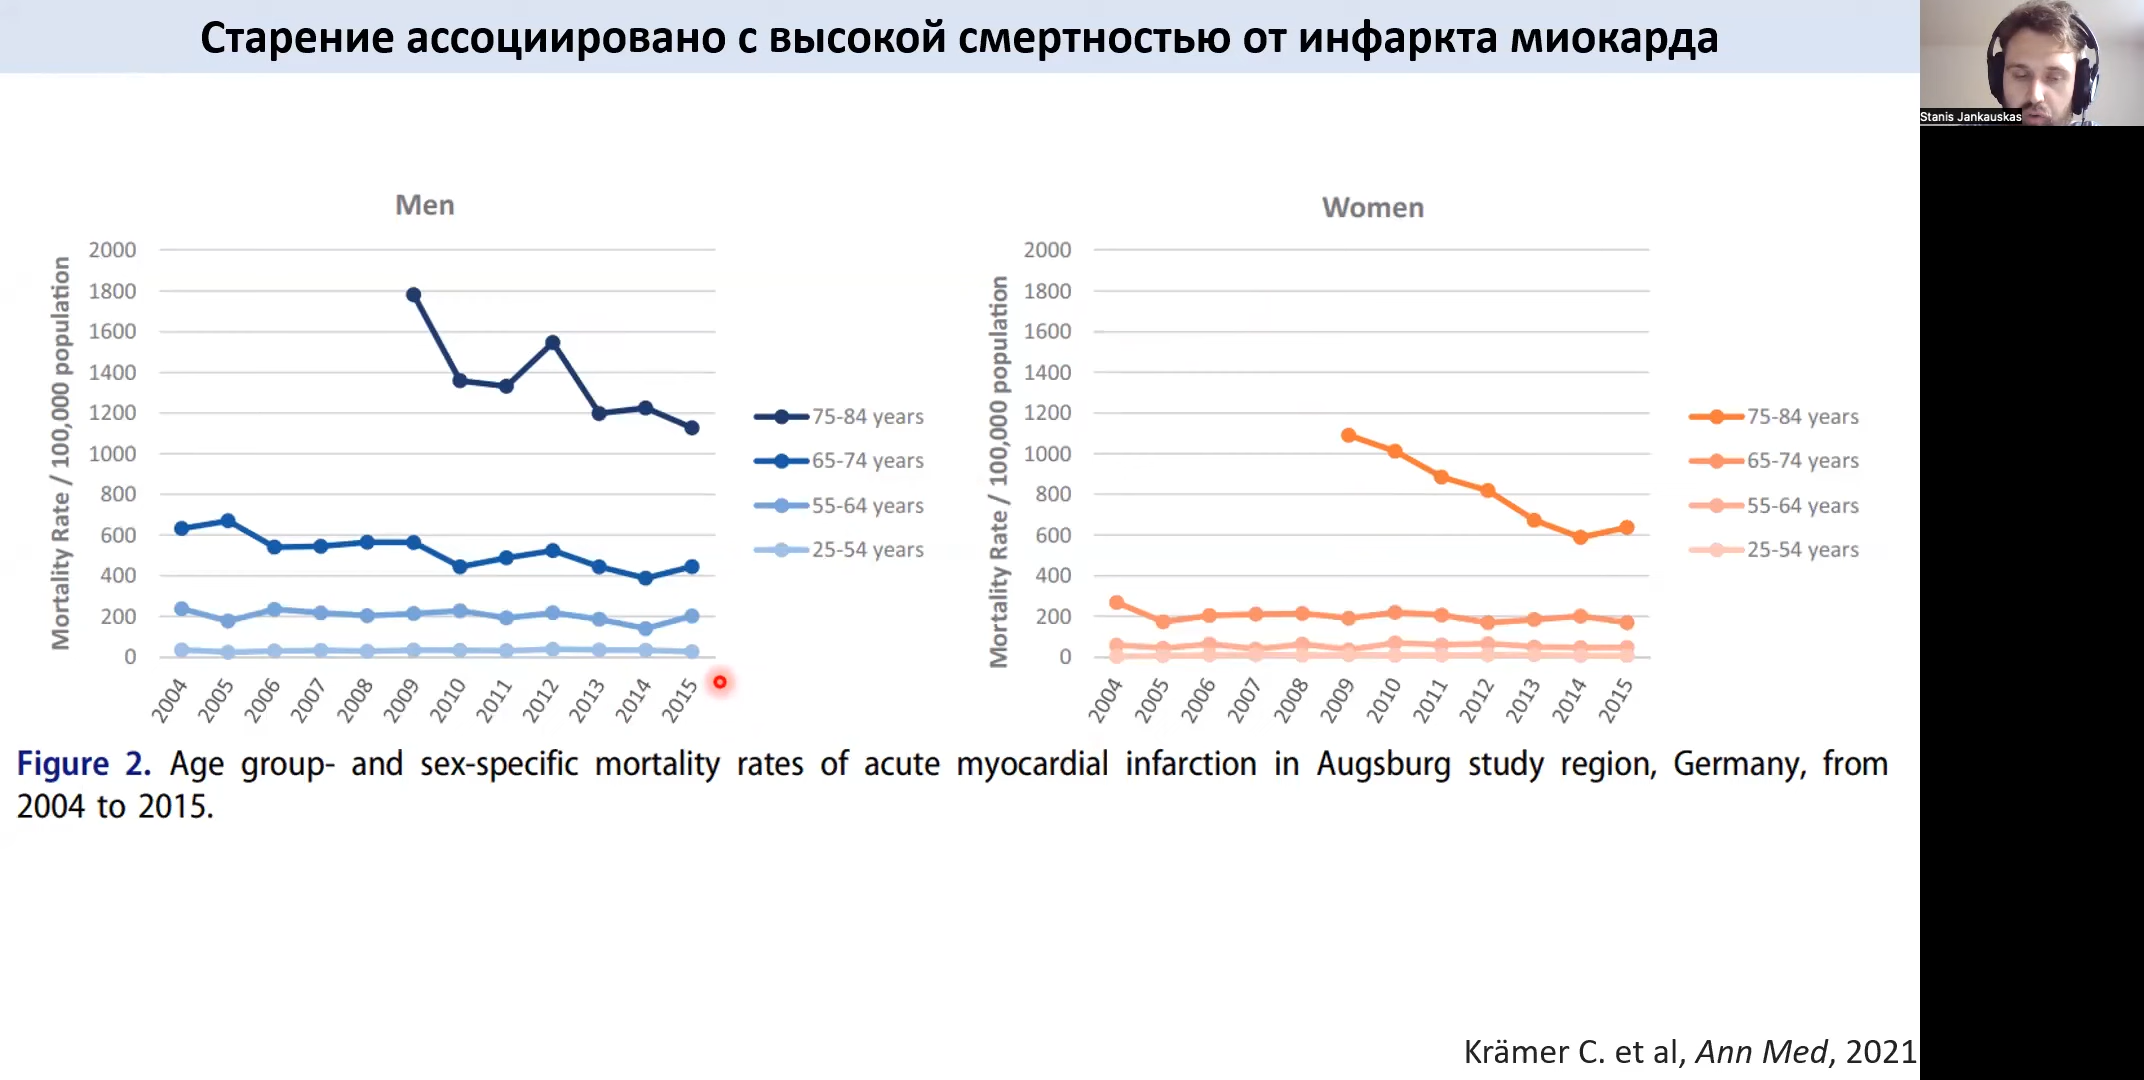 Старение ассоциировано с высокой смертностью от инфаркта миокарда
Stanis Jankauskas
Men
Mortality Rate / 100,000 population
2000
1800
1600
1400
1200
1000
800
600
400
200
0
2004 2005 2006 2007 2008 2009 2010 2011 2012 2013 2014 2015
75-84 years
65-74 years
55-64 years
25-54 years
Women
Mortality Rate / 100,000 population
2000
1800
1600
1400
1200
1000
800
600
400
200
0
2004 2005 2006 2007 2008 2009 2010 2011 2012 2013 2014 2015
75-84 years
65-74 years
55-64 years
25-54 years
Figure 2. Age group- and sex-specific mortality rates of acute myocardial infarction in Augsburg study region, Germany, from
2004 to 2015.
Krämer C. et al, Ann Med, 2021